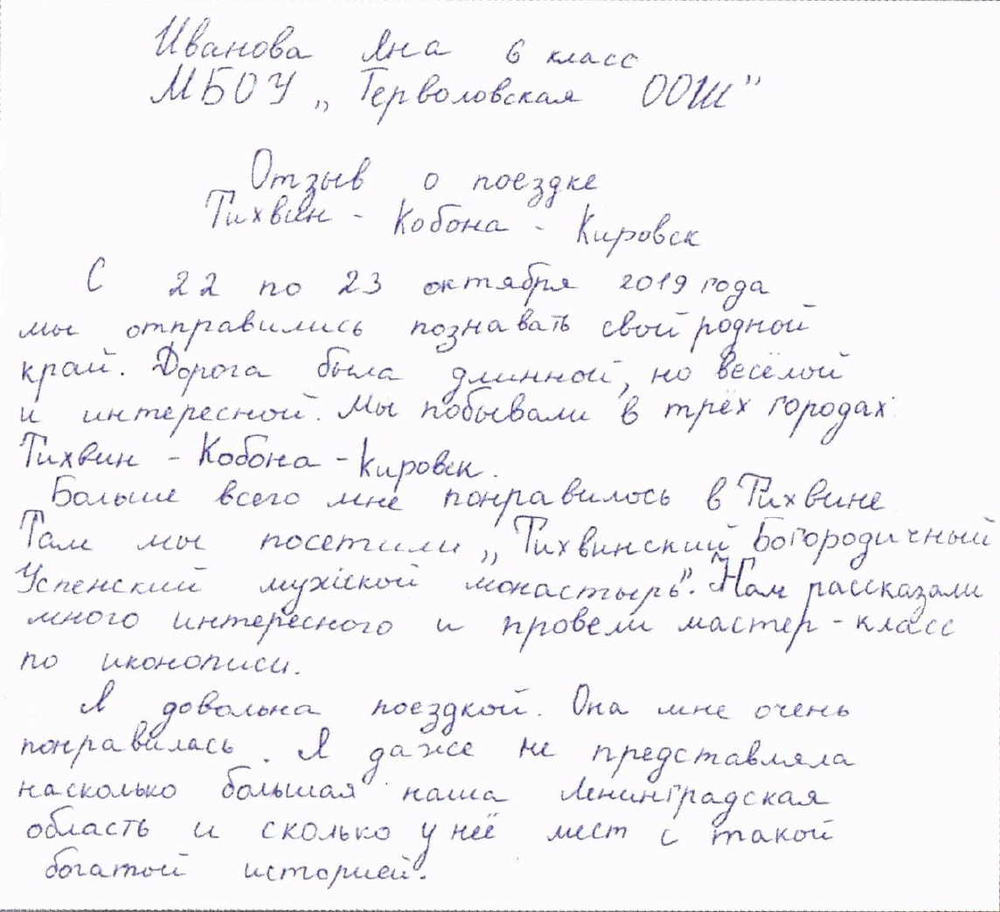 Иванова Яна 6 класс
МБОУ „Терволовская ООШ"
Отзыв о поездке
Тихвин - Кобона - Кировск
С 22 по 23 октября 2019 года
мы отправились познавать свой родной
край. Дорога была длинной, но весёлой
и интересной. Мы побывали в трёх городах:
Тихвин - Кобона - Кировск.
Больше всего мне понравилось в Тихвине
Там мы посетили „Тихвинский Богородичный
Успенский мужской монастырь". Нам рассказали
много интересного и провели мастер-класс
по иконописи.
Я довольна поездкой. Она мне очень
понравилась. Я даже не представляла
насколько большая наша Ленинградская
область и сколько у неё мест с такой
богатой историей.